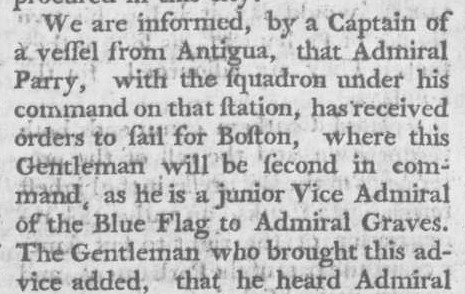 We are informed, by a Captain of
a veſſel from Antigua, that Admiral
Parry, with the ſquadron under his
command on that ſtation, has received
orders to ſail for Boſton, where this
Gentleman will be ſecond in com-
mand, as he is a junior Vice Admiral
of the Blue Flag to Admiral Graves.
The Gentleman who brought this ad-
vice added, that he heard Admiral